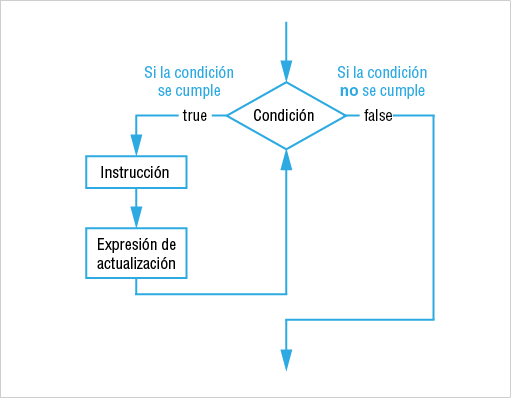 Si la condición
se cumple
Si la condición
no se cumple
true
Condición
false
Instrucción
Expresión de
actualización